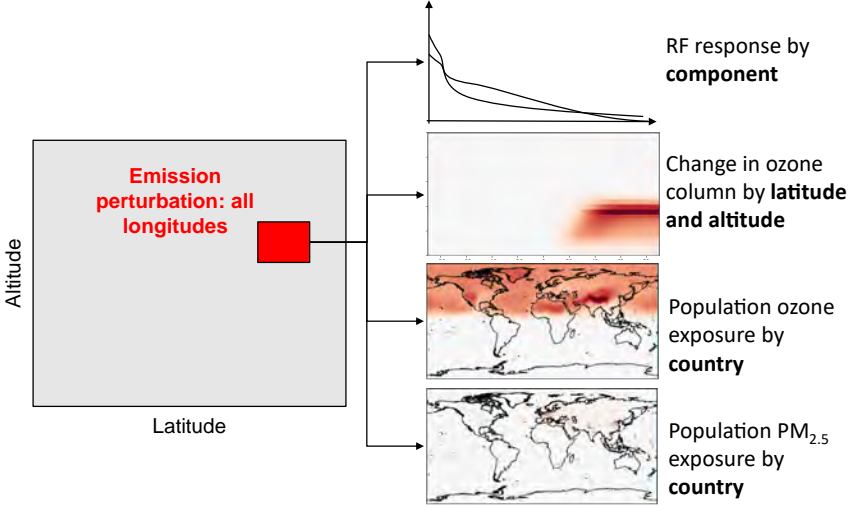 RF response by
component
Emission
perturbation: all
longitudes
Altitude
Latitude
Change in ozone
column by latitude
and altitude
Population ozone
exposure by
country
Population PM2.5
exposure by
country